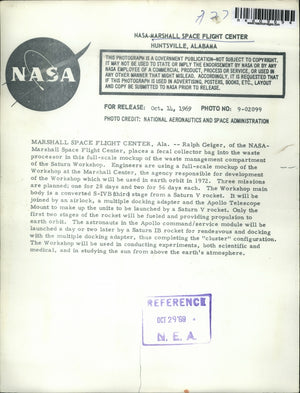 NASA-MARSHALL SPACE FLIGHT CENTER
HUNTSVILLE, ALABAMA
NASA
THIS PHOTOGRAPH IS A GOVERNMENT PUBLICATION-NOT SUBJECT TO COPYRIGHT.
IT MAY NOT BE USED TO STATE OR IMPLY THE ENDORSEMENT BY NASA OR BY ANY
NASA EMPLOYEE OF A COMMERCIAL PRODUCT, PROCESS OR SERVICE, OR USED IN
ANY OTHER MANNER THAT MIGHT MISLEAD. ACCORDINGLY, IT IS REQUESTED THAT
IF THIS PHOTOGRAPH IS USED IN ADVERTISING, POSTERS, BOOKS, ETC., LAYOUT
AND COPY BE SUBMITTED TO NASA PRIOR TO RELEASE.
FOR RELEASE: Oct. 14, 1969 PHOTO NO: 9-02099
PHOTO CREDIT: NATIONAL AERONAUTICS AND SPACE ADMINISTRATION
MARSHALL SPACE FLIGHT CENTER, Ala. -- Ralph Geiger, of the NASA-
Marshall Space Flight Center, places a fecal collector bag into the waste
processor in this full-scale mockup of the waste management compartment
of the Saturn Workshop. Engineers are using a full-scale mockup of the
Workshop at the Marshall Center, the agency responsible for development
of the Workshop which will be used in earth orbit in 1972. Three missions
are planned; one for 28 days and two for 56 days each. The Workshop main
body is a converted S-IVB third stage from a Saturn V rocket. It will be
joined by an airlock, a multiple docking adapter and the Apollo Telescope
Mount to make up the units to be launched by a Saturn V rocket. Only the
first two stages of the rocket will be fueled and providing propulsion to
earth orbit. The astronauts in an Apollo command/service module will be
launched a day or two later by a Saturn IB rocket for rendezvous and docking
with the multiple docking adapter, thus completing the "cluster" configuration.
The Workshop will be used in conducting experiments, both scientific and
medical, and in studying the sun from above the earth's atmosphere.
REFERENCE
OCT 29 '69
N.E.A.